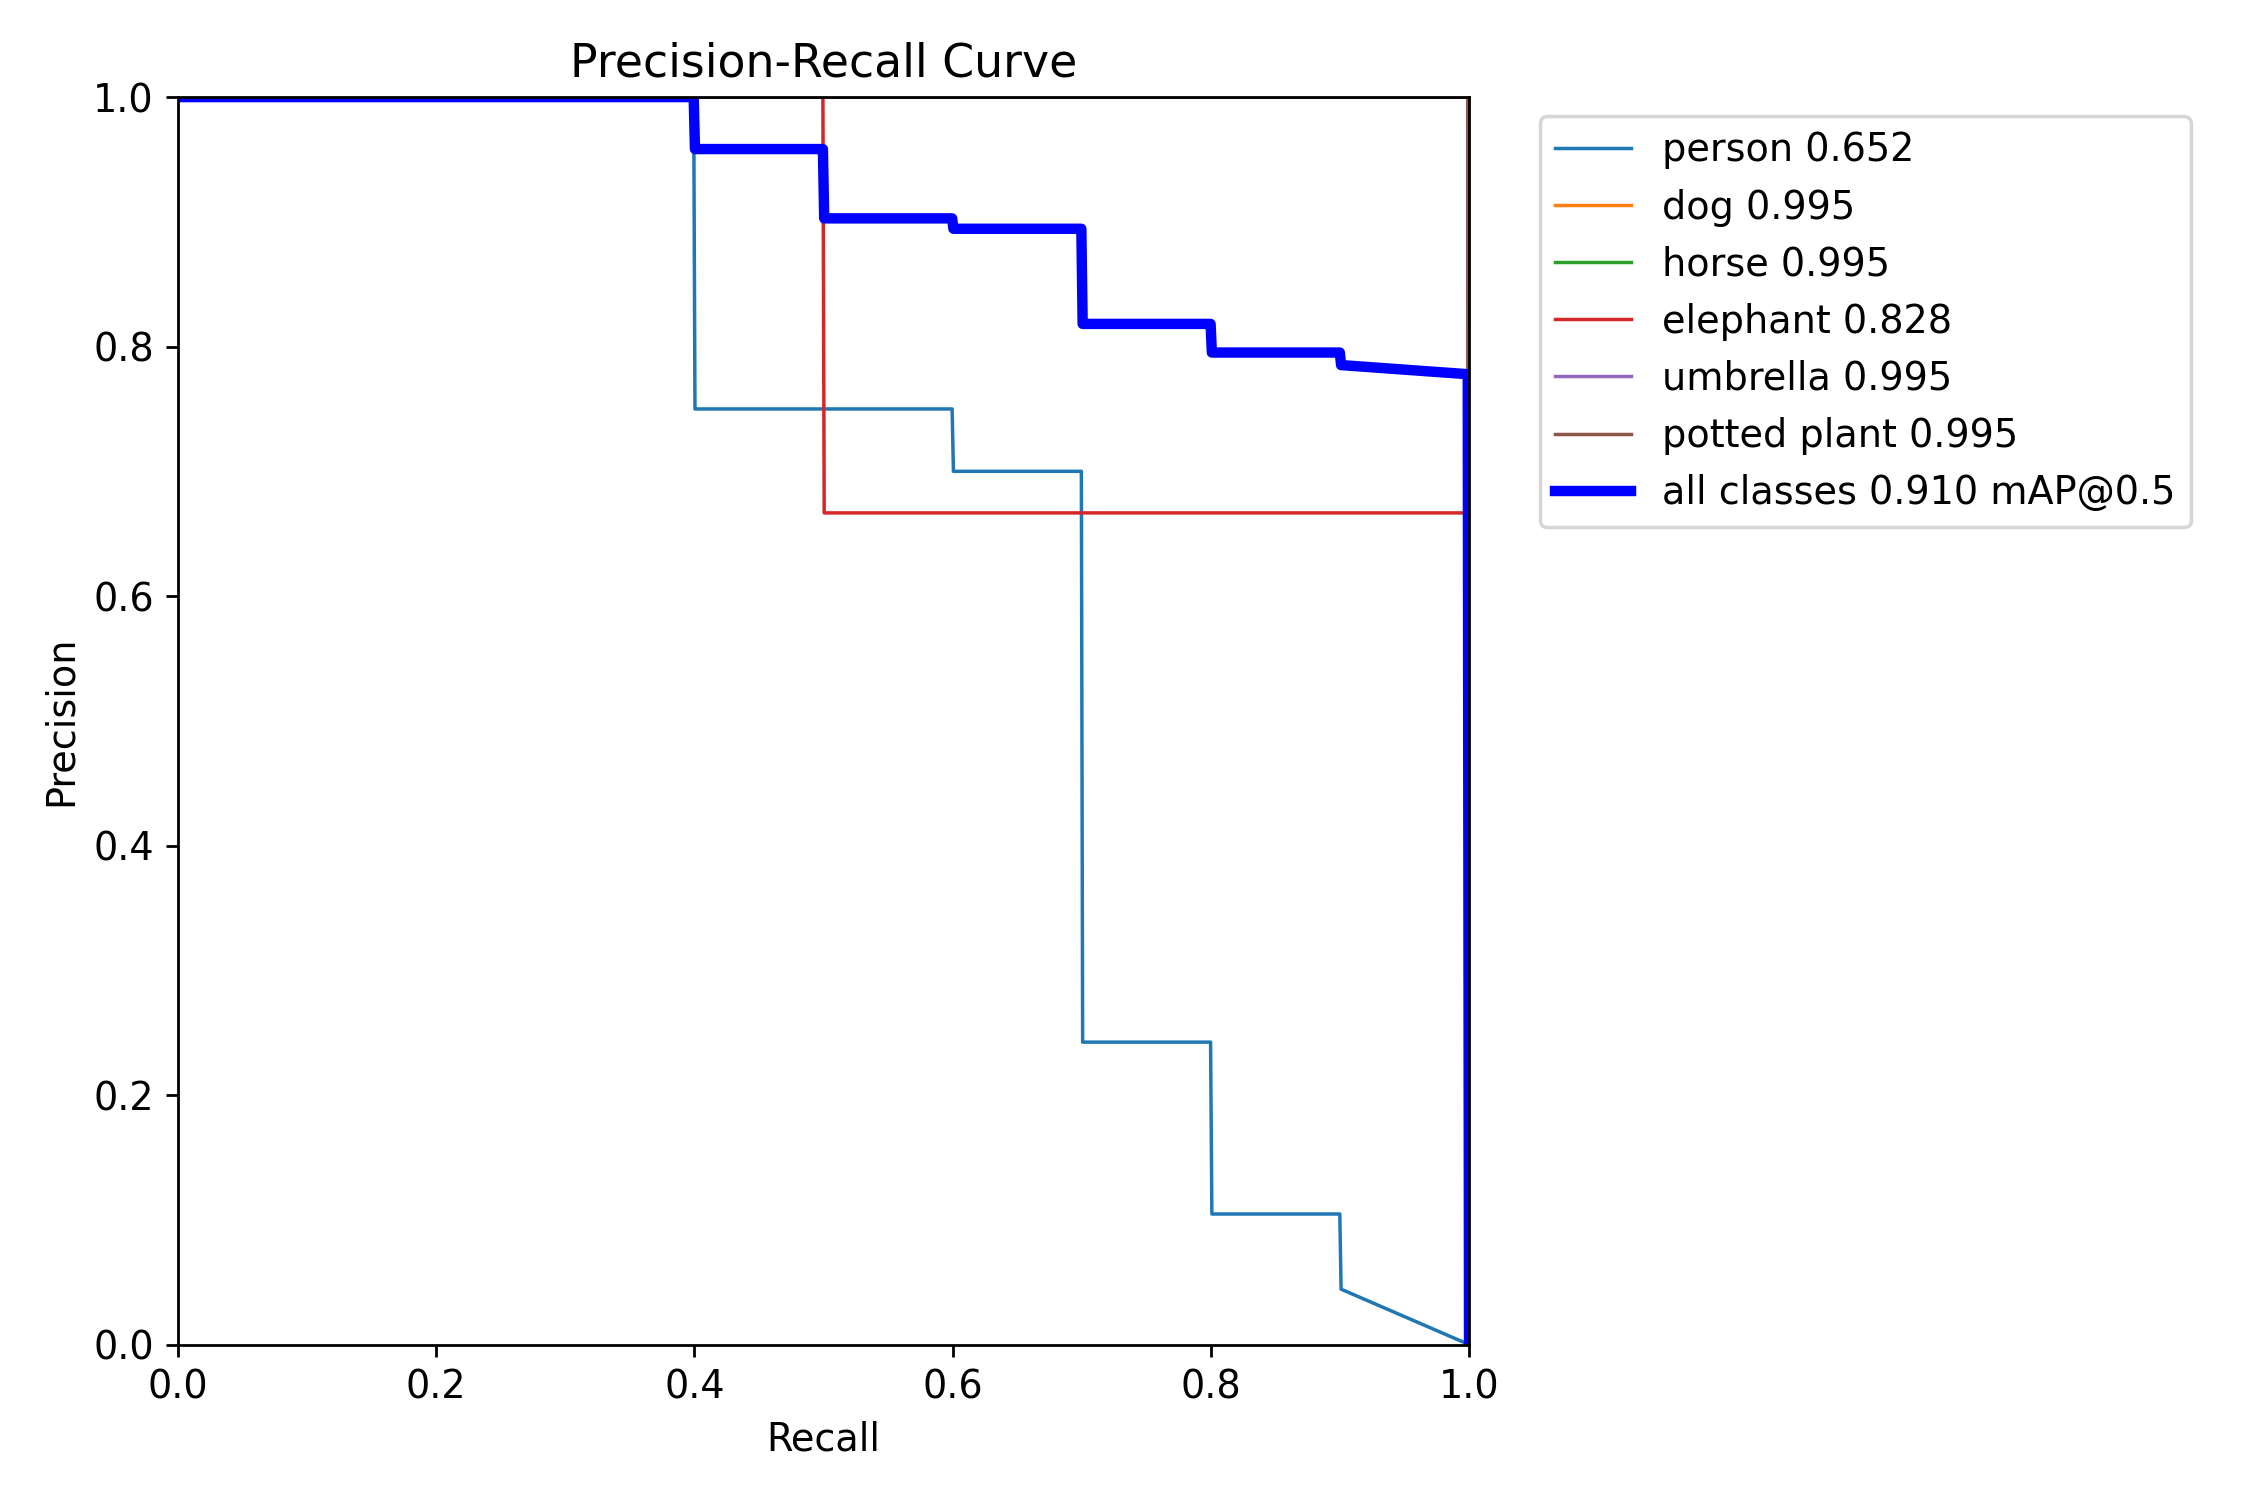 Precision-Recall Curve
1.0
0.8
0.6
0.4
0.2
0.0
Precision
0.0 0.2 0.4 0.6 0.8 1.0
Recall
person 0.652
dog 0.995
horse 0.995
elephant 0.828
umbrella 0.995
potted plant 0.995
all classes 0.910 mAP@0.5